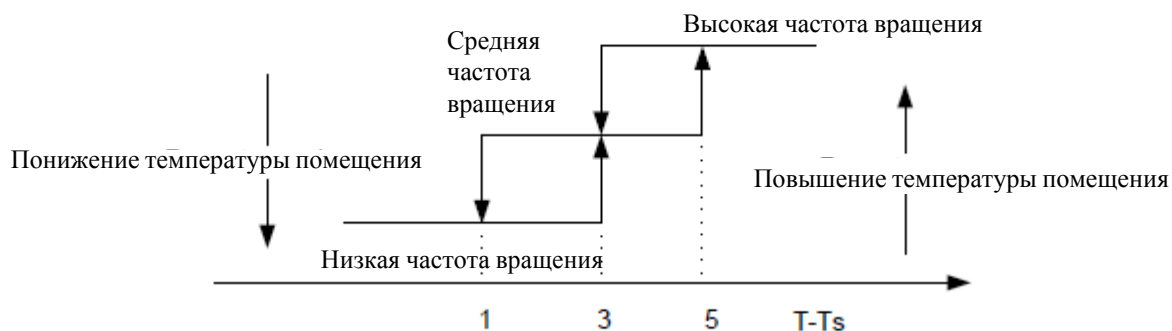 Высокая частота вращения
Средняя
частота
вращения
Понижение температуры помещения
Повышение температуры помещения
Низкая частота вращения
1 3 5 T-Ts